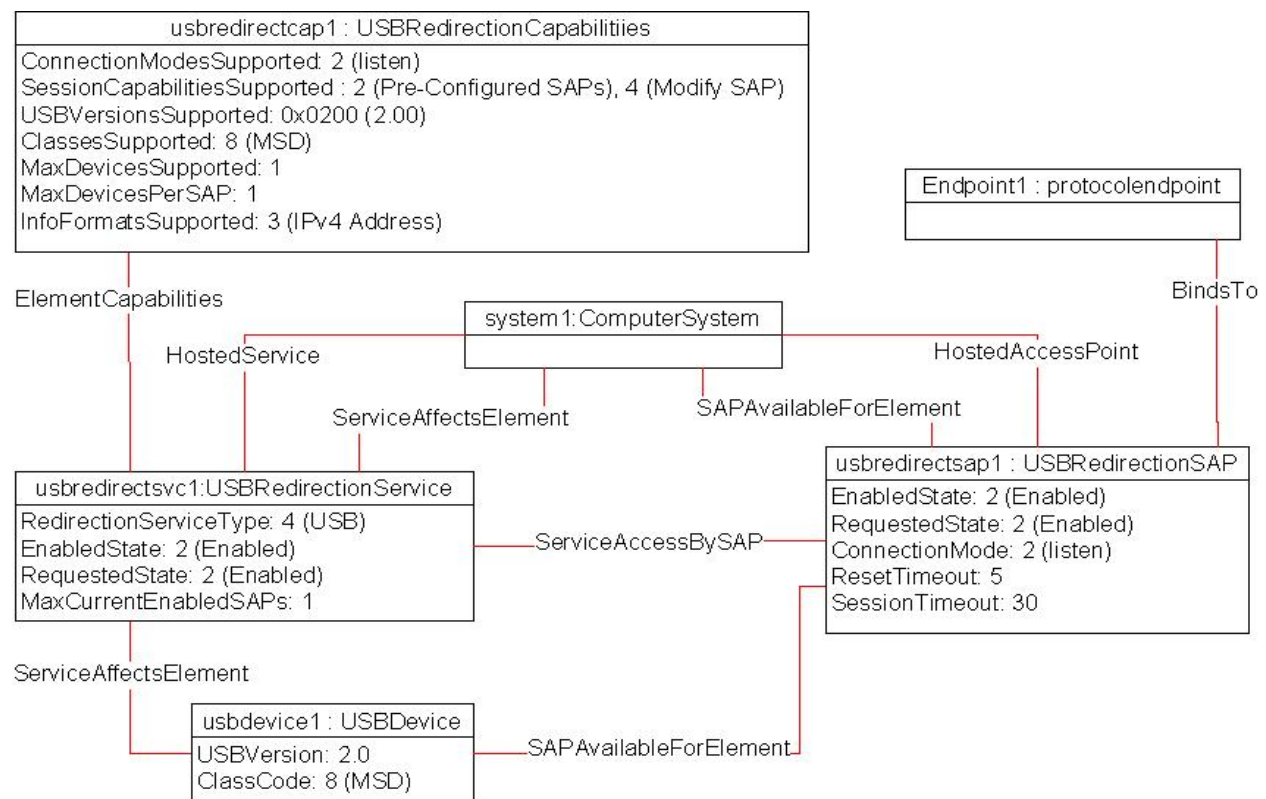 usbredirectcap1 : USBRedirectionCapabilitiies
ConnectionModesSupported: 2 (listen)
SessionCapabilitiesSupported : 2 (Pre-Configured SAPs), 4 (Modify SAP)
USBVersionsSupported: 0x0200 (2.00)
ClassesSupported: 8 (MSD)
MaxDevicesSupported: 1
MaxDevicesPerSAP: 1
InfoFormatsSupported: 3 (IPv4 Address)
Endpoint1 : protocolendpoint
ElementCapabilities
BindsTo
system1:ComputerSystem
HostedService
HostedAccessPoint
ServiceAffectsElement
SAPAvailableForElement
usbredirectsvc1:USBRedirectionService
RedirectionServiceType: 4 (USB)
EnabledState: 2 (Enabled)
RequestedState: 2 (Enabled)
MaxCurrentEnabledSAPs: 1
ServiceAccessBySAP
usbredirectsap1 : USBRedirectionSAP
EnabledState: 2 (Enabled)
RequestedState: 2 (Enabled)
ConnectionMode: 2 (listen)
ResetTimeout: 5
SessionTimeout: 30
ServiceAffectsElement
usbdevice1 : USBDevice
USBVersion: 2.0
ClassCode: 8 (MSD)
SAPAvailableForElement